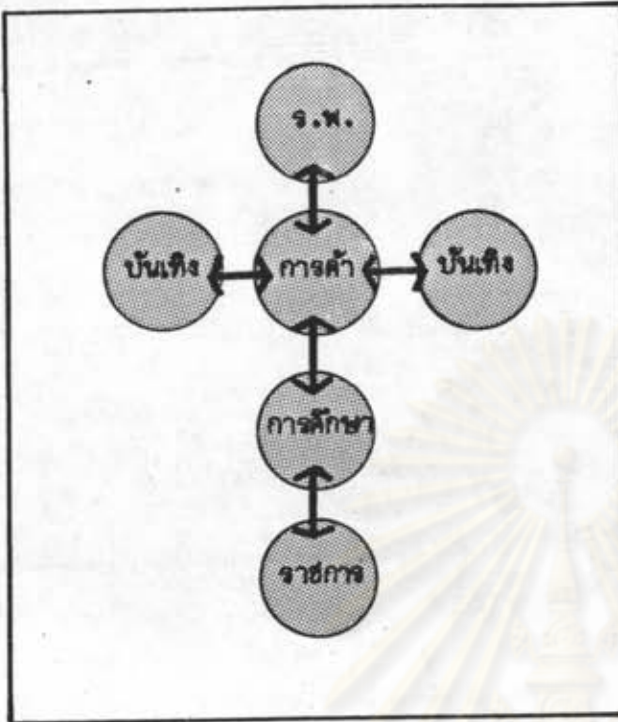 ร.พ.
บันเทิง การค้า บันเทิง
การศึกษา
ราชการ